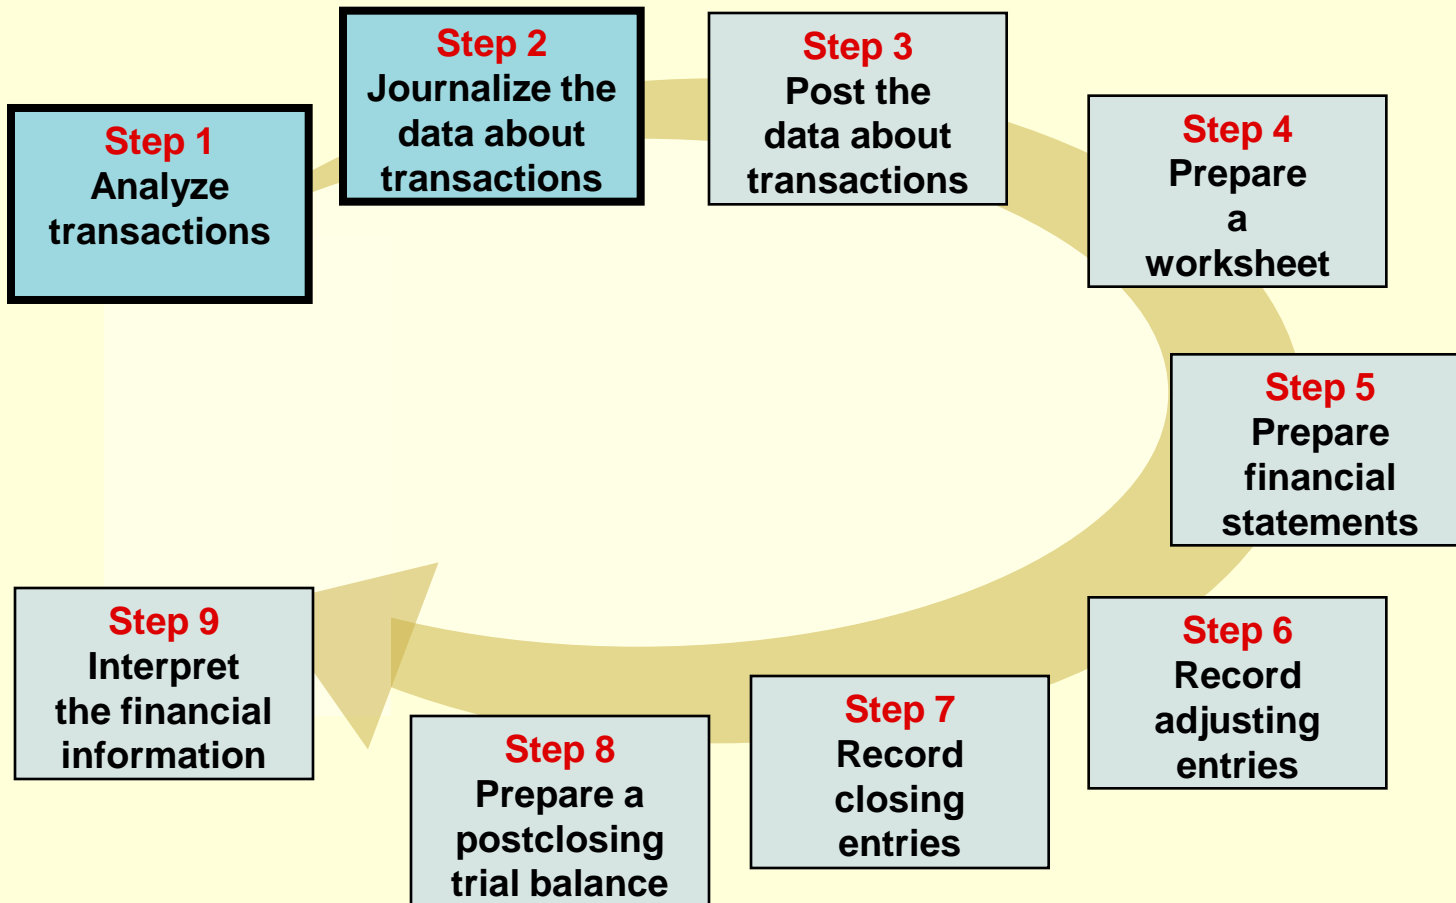 Step 1
Analyze
transactions
Step 2
Journalize the
data about
transactions
Step 3
Post the
data about
transactions
Step 4
Prepare
a
worksheet
Step 5
Prepare
financial
statements
Step 6
Record
adjusting
entries
Step 7
Record
closing
entries
Step 8
Prepare a
postclosing
trial balance
Step 9
Interpret
the financial
information